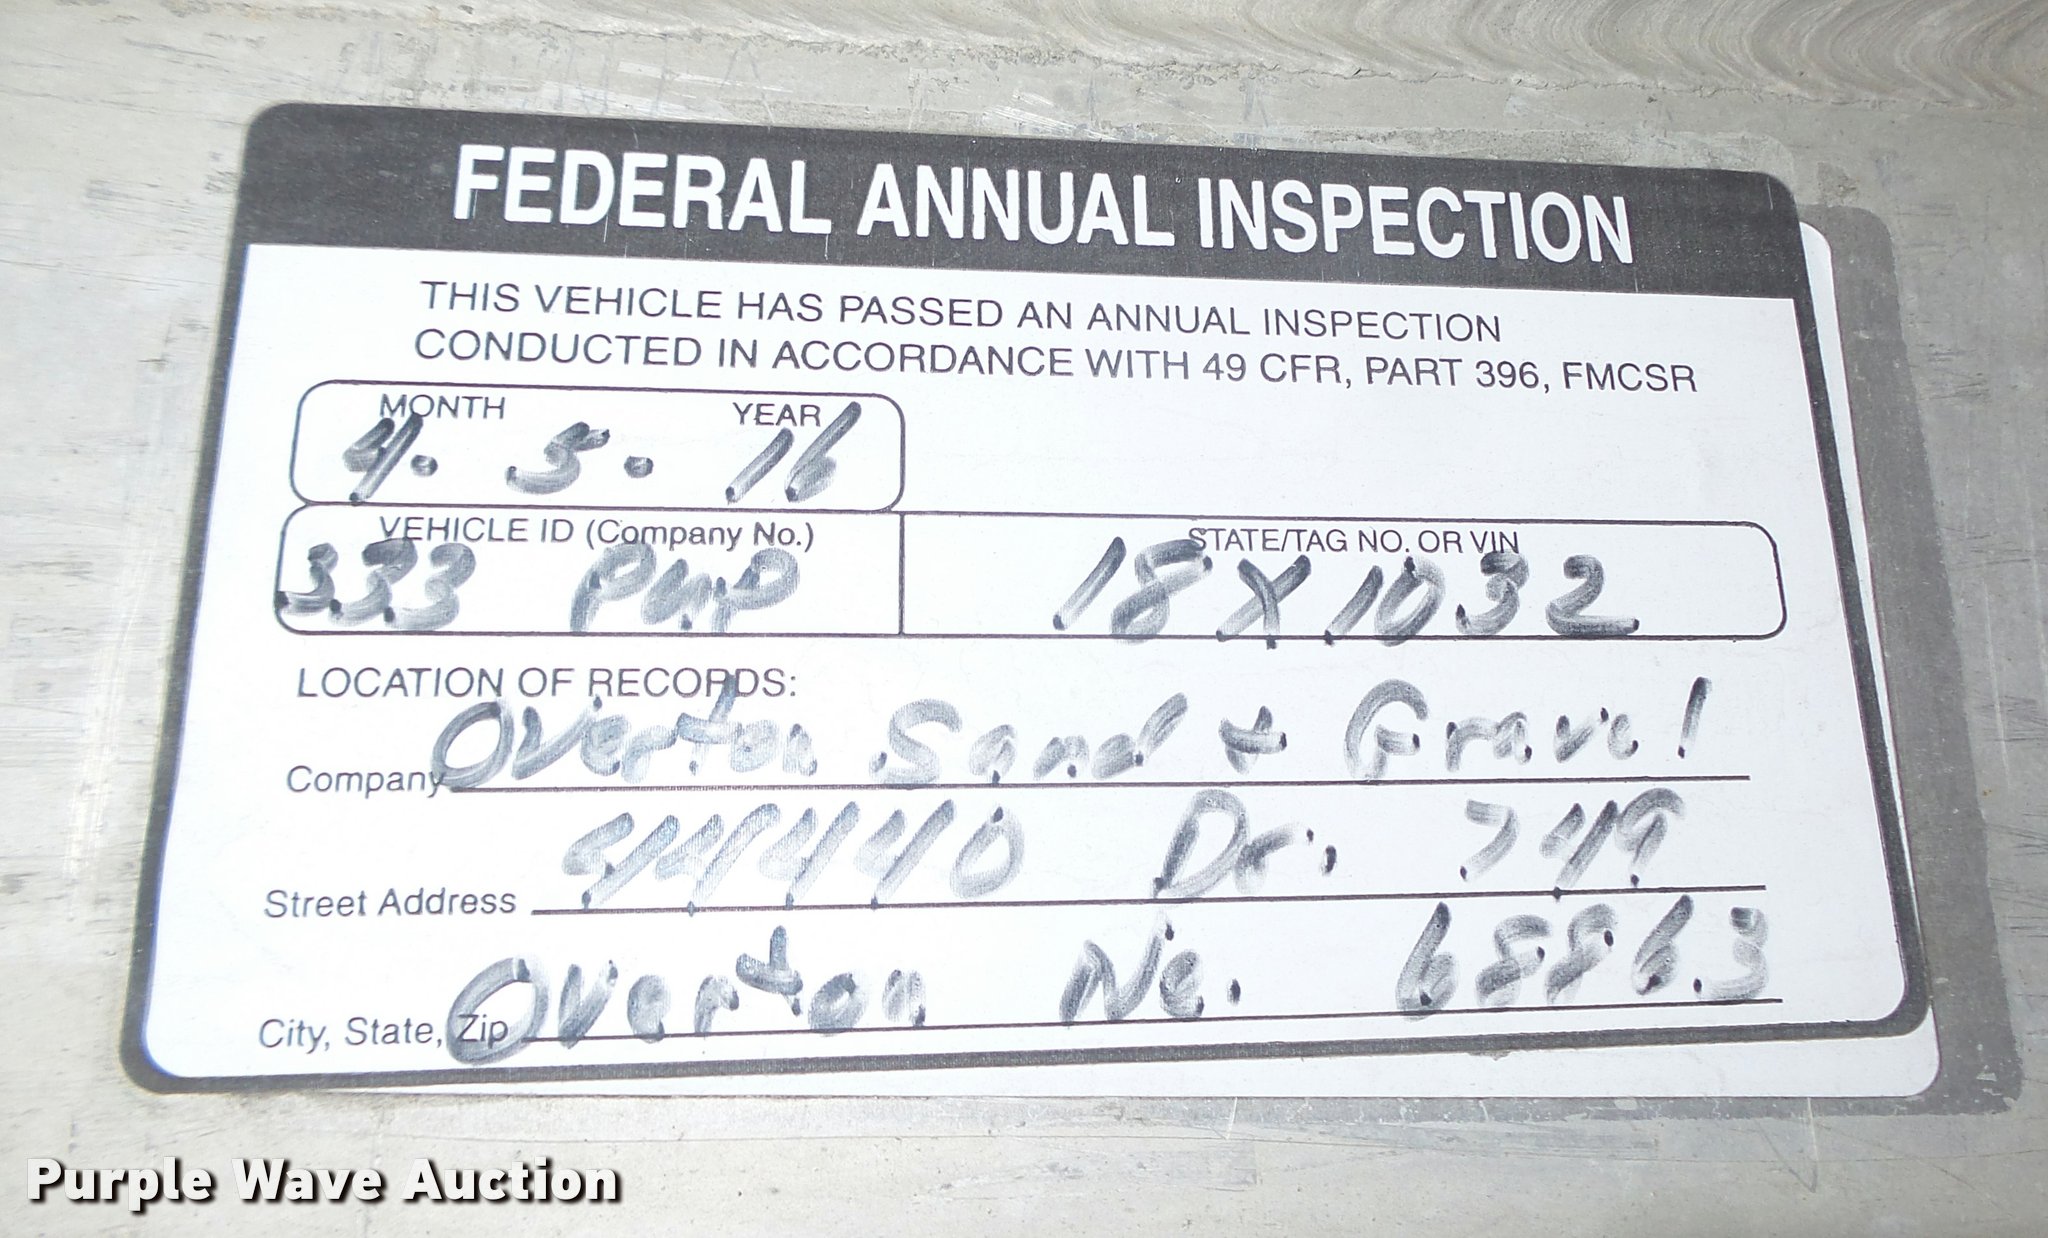 FEDERAL ANNUAL INSPECTION
THIS VEHICLE HAS PASSED AN ANNUAL INSPECTION
CONDUCTED IN ACCORDANCE WITH 49 CFR, PART 396, FMCSR
MONTH YEAR
4. 5. 16
VEHICLE ID (Company No.) STATE/TAG NO. OR VIN
333 PUP 18X1032
LOCATION OF RECORDS:
Company Overton Sand + Gravel
Street Address 44440 Dr. 749
City, State, Zip Overton Ne. 68863
Purple Wave Auction